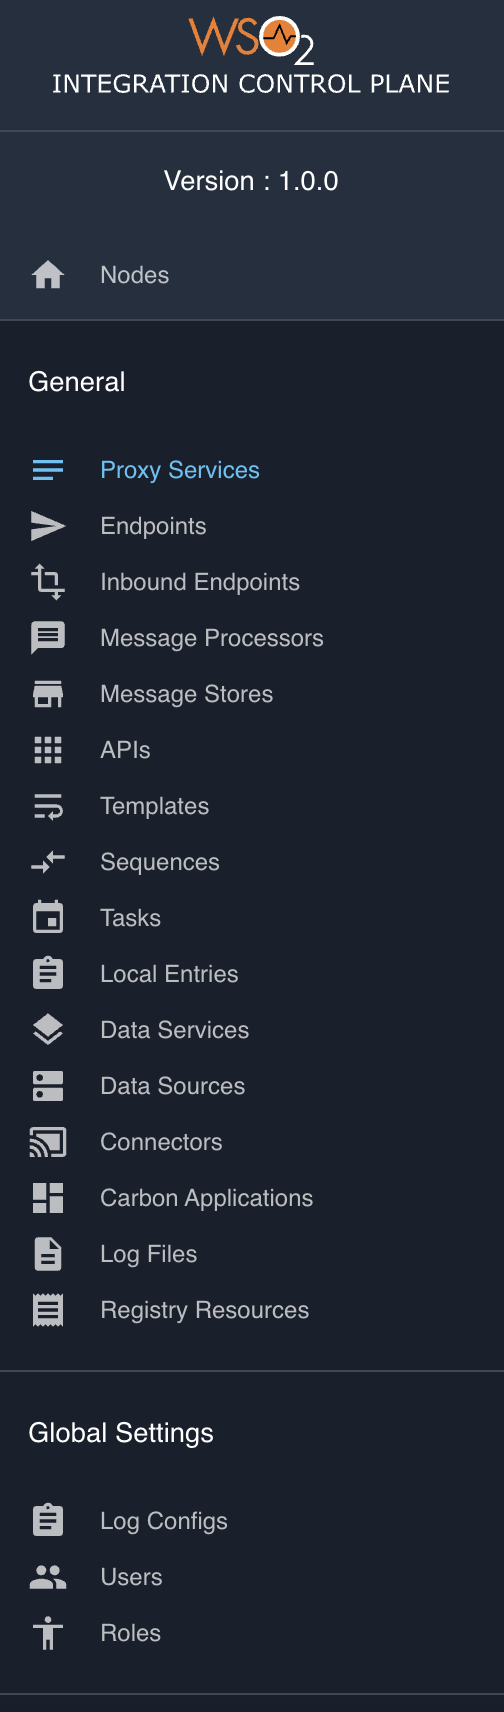 WSO2
INTEGRATION CONTROL PLANE
Version : 1.0.0
Nodes
General
Proxy Services
Endpoints
Inbound Endpoints
Message Processors
Message Stores
APIs
Templates
Sequences
Tasks
Local Entries
Data Services
Data Sources
Connectors
Carbon Applications
Log Files
Registry Resources
Global Settings
Log Configs
Users
Roles